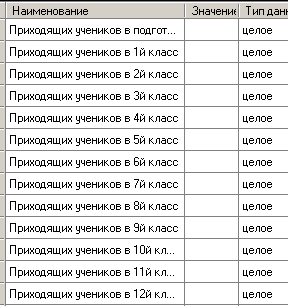 Наименование Значение Тип дан
Приходящих учеников в подгот... целое
Приходящих учеников в 1й класс целое
Приходящих учеников в 2й класс целое
Приходящих учеников в 3й класс целое
Приходящих учеников в 4й класс целое
Приходящих учеников в 5й класс целое
Приходящих учеников в 6й класс целое
Приходящих учеников в 7й класс целое
Приходящих учеников в 8й класс целое
Приходящих учеников в 9й класс целое
Приходящих учеников в 10й кл... целое
Приходящих учеников в 11й кл... целое
Приходящих учеников в 12й кл... целое